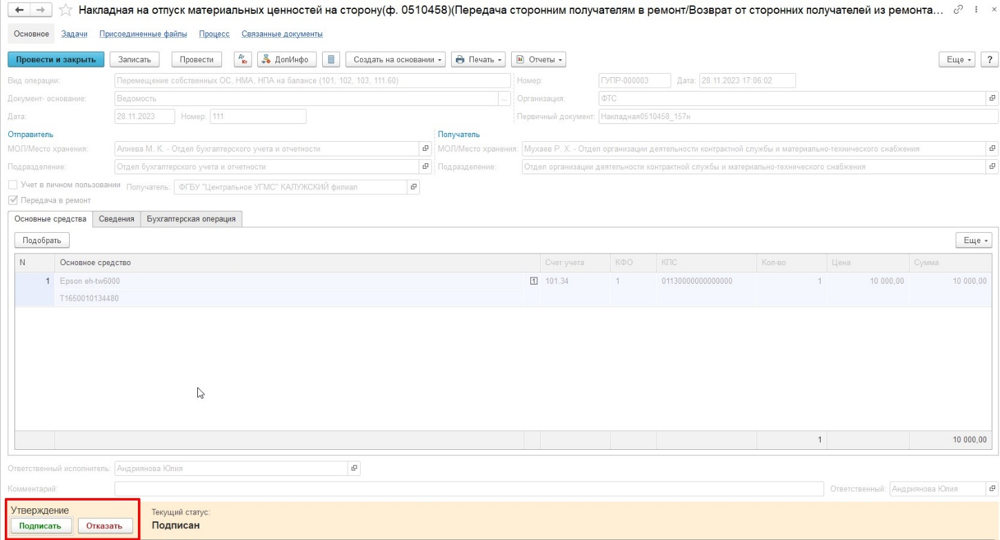 Накладная на отпуск материальных ценностей на сторону(ф. 0510458)(Передача сторонним получателям в ремонт/Возврат от сторонних получателей из ремонта...
Основное Задачи Присоединенные файлы Процесс Связанные документы
Провести и закрыть Записать Провести Дт Кт ДопИнфо Создать на основании Печать Отчеты Еще ?
Вид операции: Перемещение собственных ОС, НМА, НПА на балансе (101, 102, 103, 111.60) Номер: ГУПР-000003 Дата: 28.11.2023 17:06:02
Документ- основание: Ведомость ... Организация: ФТС
Дата: 28.11.2023 Номер: 111 Первичный документ: Накладная0510458_157н
Отправитель Получатель
МОЛ/Место хранения: Алиева М. К. - Отдел бухгалтерского учета и отчетности МОЛ/Место хранения: Мухаев Р. Х. - Отдел организации деятельности контрактной службы и материально-технического снабжения
Подразделение: Отдел бухгалтерского учета и отчетности Подразделение: Отдел организации деятельности контрактной службы и материально-технического снабжения
Учет в личном пользовании Получатель: ФГБУ "Центральное УГМС" КАЛУЖСКИЙ филиал
Передача в ремонт
Основные средства Сведения Бухгалтерская операция
Подобрать Еще
N Основное средство Счет учета КФО КПС Кол-во Цена Сумма
1 Epson eh-tw6000 1 101.34 1 01130000000000000 1 10 000,00 10 000,00
Т1650010134480
1 10 000,00
Ответственный исполнитель: Андриянова Юлия
Комментарий: Ответственный: Андриянова Юлия
Утверждение Текущий статус:
Подписать Отказать Подписан